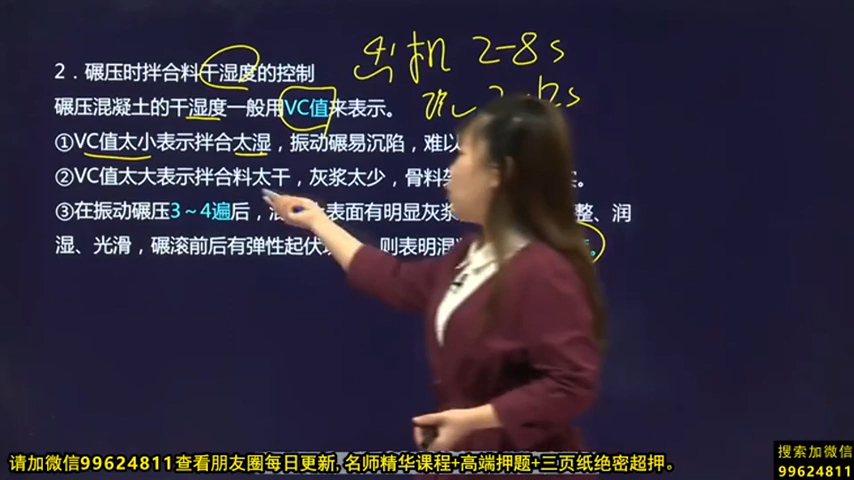 出机 2-8s
2．碾压时拌合料干湿度的控制
碾压混凝土的干湿度一般用VC值来表示。
2 12s
①VC值太小表示拌合太湿，振动碾易沉陷，难以
②VC值太大表示拌合料太干，灰浆太少，骨料
③在振动碾压3～4遍后， 表面有明显灰浆 整、润
湿、光滑，碾滚前后有弹性起伏 则表明混
请加微信99624811查看朋友圈每日更新,名师精华课程+高端押题+三页纸绝密超押。
搜索加微信
99624811